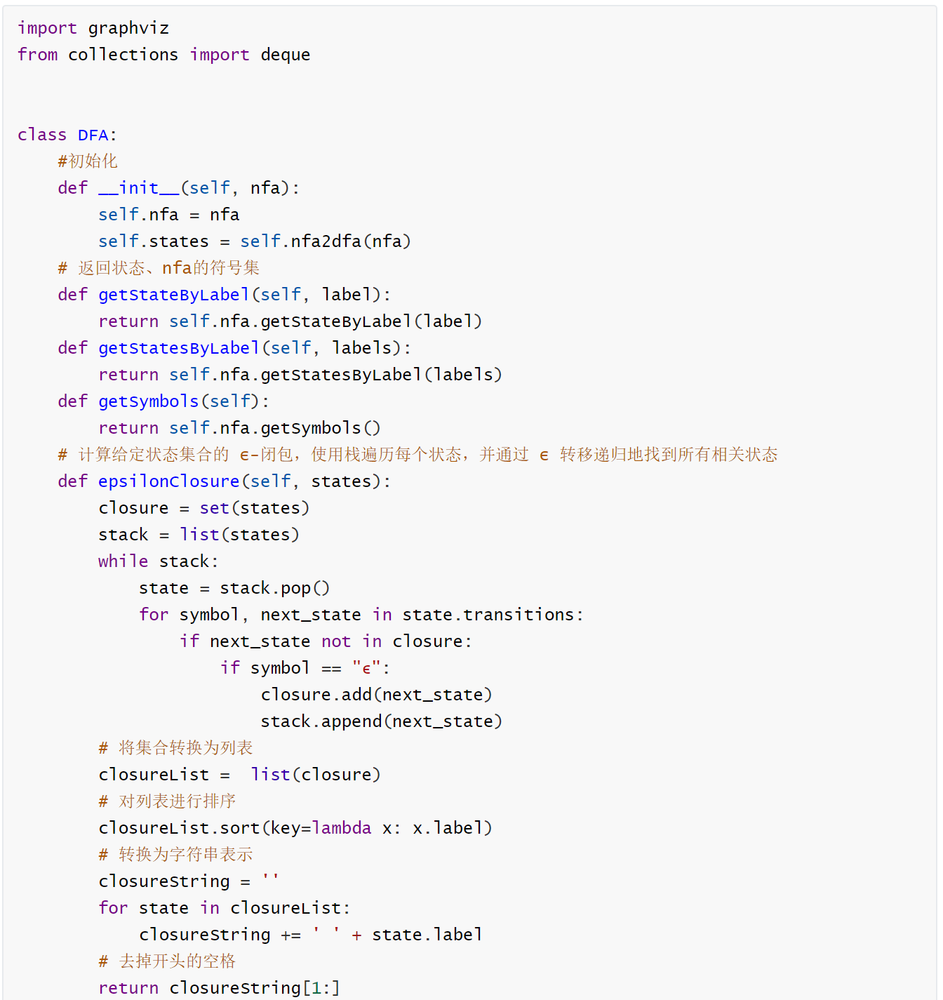 import graphviz
from collections import deque
class DFA:
    #初始化
    def __init__(self, nfa):
        self.nfa = nfa
        self.states = self.nfa2dfa(nfa)
    # 返回状态、nfa的符号集
    def getStateByLabel(self, label):
        return self.nfa.getStateByLabel(label)
    def getStatesByLabel(self, labels):
        return self.nfa.getStatesByLabel(labels)
    def getSymbols(self):
        return self.nfa.getSymbols()
    # 计算给定状态集合的 ϵ-闭包，使用栈遍历每个状态，并通过 ϵ 转移递归地找到所有相关状态
    def epsilonClosure(self, states):
        closure = set(states)
        stack = list(states)
        while stack:
            state = stack.pop()
            for symbol, next_state in state.transitions:
                if next_state not in closure:
                    if symbol == "ϵ":
                        closure.add(next_state)
                        stack.append(next_state)
        # 将集合转换为列表
        closureList =  list(closure)
        # 对列表进行排序
        closureList.sort(key=lambda x: x.label)
        # 转换为字符串表示
        closureString = ''
        for state in closureList:
            closureString += ' ' + state.label
        # 去掉开头的空格
        return closureString[1:]